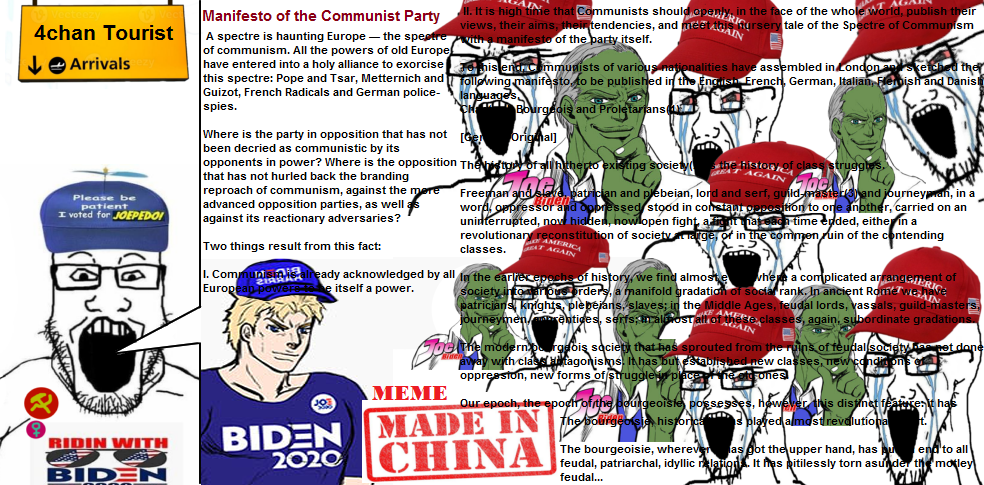 4chan Tourist
Arrivals
Please be
patient
I voted for JOEPEDO!
RIDIN WITH
BIDEN
2020
Manifesto of the Communist Party
A spectre is haunting Europe — the spectre
of communism. All the powers of old Europe
have entered into a holy alliance to exorcise
this spectre: Pope and Tsar, Metternich and
Guizot, French Radicals and German police-
spies.
Where is the party in opposition that has not
been decried as communistic by its
opponents in power? Where is the opposition
that has not hurled back the branding
reproach of communism, against the more
advanced opposition parties, as well as
against its reactionary adversaries?
Two things result from this fact:
I. Communism is already acknowledged by all
European powers to be itself a power.
JOE
2020
BIDEN
2020
MEME
MADE IN
CHINA
II. It is high time that Communists should openly, in the face of the whole world, publish their
views, their aims, their tendencies, and meet this nursery tale of the Spectre of Communism
with a manifesto of the party itself.
To this end, Communists of various nationalities have assembled in London and sketched the
following manifesto, to be published in the English, French, German, Italian, Flemish and Danish
languages.
Bourgeois and Proletarians
Original]
The history of all hitherto existing society is the history of class struggles.
Freeman and slave, patrician and plebeian, lord and serf, guild-master(3) and journeyman, in a
word, oppressor and oppressed, stood in constant opposition to one another, carried on an
uninterrupted, now hidden, now open fight, a fight that each time ended, either in a
revolutionary reconstitution of society at large, or in the common ruin of the contending
classes.
In the earlier epochs of history, we find almost everywhere a complicated arrangement of
society into various orders, a manifold gradation of social rank. In ancient Rome we have
patricians, knights, plebeians, slaves; in the Middle Ages, feudal lords, vassals, guild-masters,
journeymen, apprentices, serfs; in almost all of these classes, again, subordinate gradations.
The modern bourgeois society that has sprouted from the ruins of feudal society has not done
away with class antagonisms. It has but established new classes, new conditions of
oppression, new forms of struggle in place of the old ones.
Our epoch, the epoch of the bourgeoisie, possesses, however, this distinct feature: it has
The bourgeoisie, historically, has played a most revolutionary part.
The bourgeoisie, wherever it has got the upper hand, has put an end to all
feudal, patriarchal, idyllic relations. It has pitilessly torn asunder the motley
feudal...
Joe
Biden
MAKE AMERICA
GREAT AGAIN